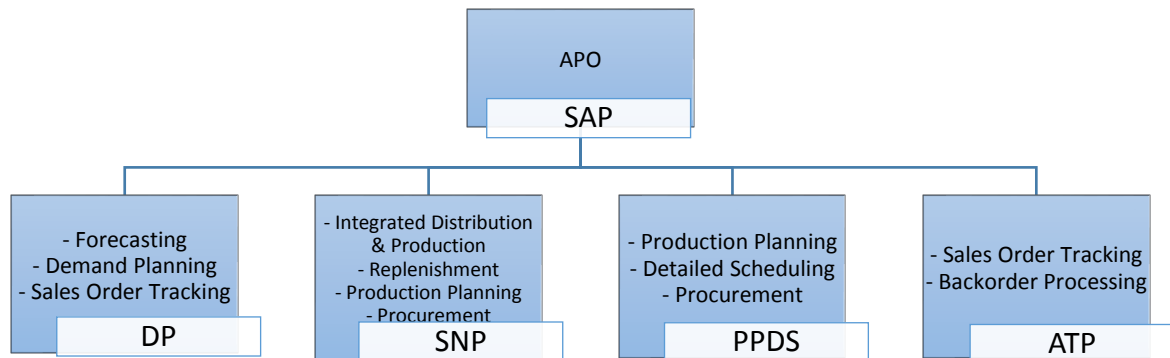 APO
SAP
- Forecasting
- Demand Planning
- Sales Order Tracking
DP
- Integrated Distribution
& Production
- Replenishment
- Production Planning
- Procurement
SNP
- Production Planning
- Detailed Scheduling
- Procurement
PPDS
- Sales Order Tracking
- Backorder Processing
ATP